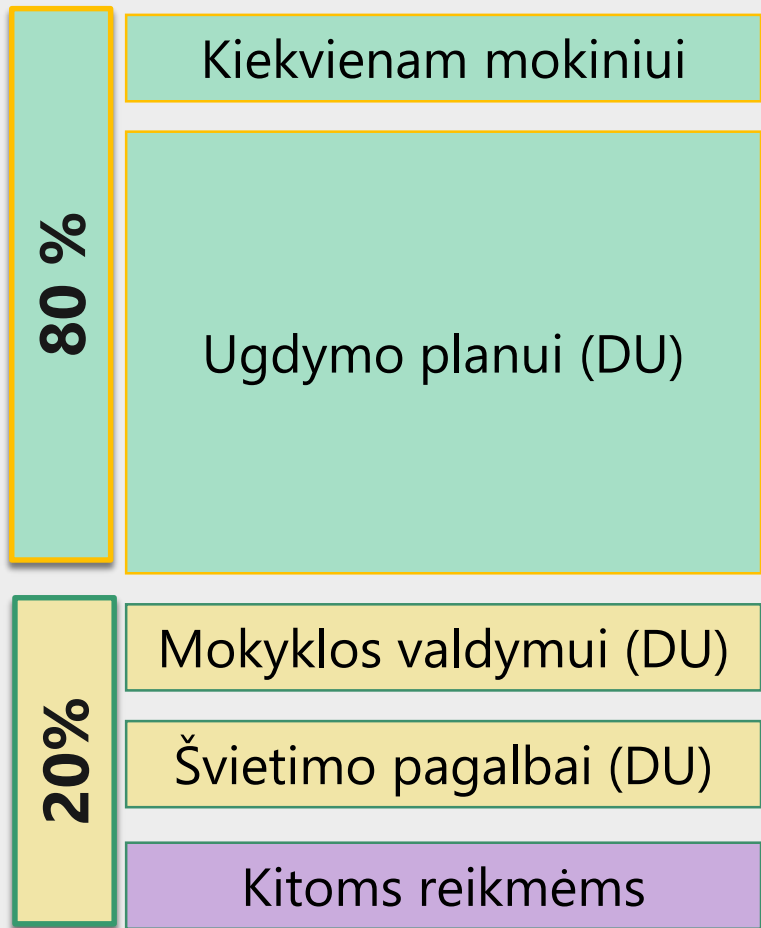 80 %
Kiekvienam mokiniui
Ugdymo planui (DU)
20%
Mokyklos valdymui (DU)
Švietimo pagalbai (DU)
Kitoms reikmėms